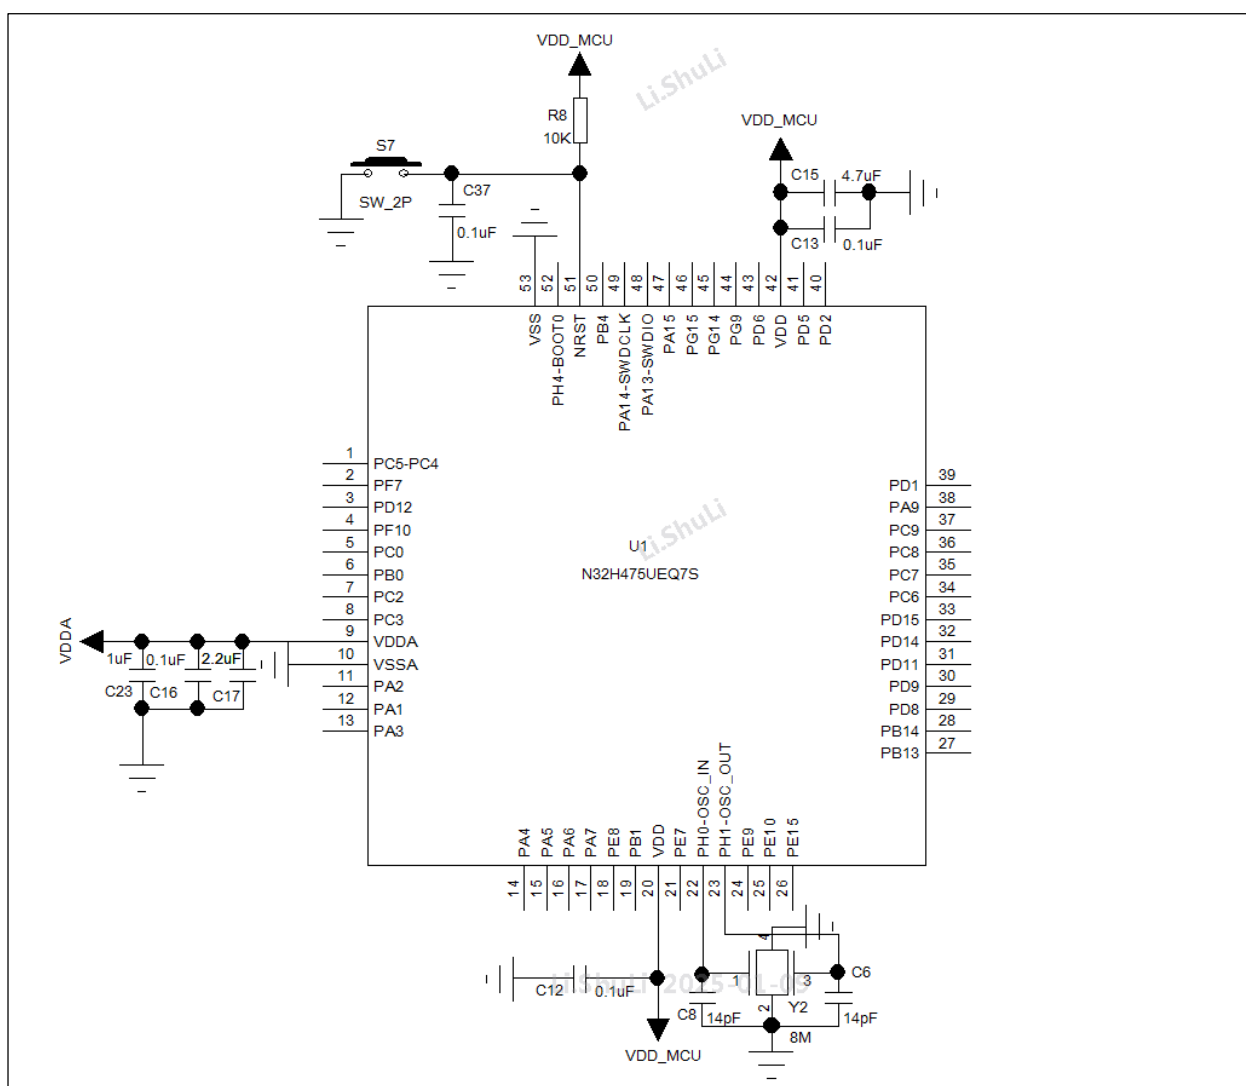 VDD_MCU
Li.ShuLi
R8
10K
VDD_MCU
S7
SW_2P
C37
0.1uF
C15
4.7uF
C13
0.1uF
53
52
51
50
49
48
47
46
45
44
43
42
41
40
VSS
PH4-BOOT0
NRST
PB4
PA14-SWDCLK
PA13-SWDIO
PA15
PG15
PG14
PG9
PD6
VDD
PD5
PD2
1 PC5-PC4
2 PF7
3 PD12
4 PF10
5 PC0
6 PB0
7 PC2
8 PC3
9 VDDA
10 VSSA
11 PA2
12 PA1
13 PA3
VDDA
1uF
0.1uF
2.2uF
C23
C16
C17
Li.ShuLi
U1
N32H475UEQ7S
PD1 39
PA9 38
PC9 37
PC8 36
PC7 35
PC6 34
PD15 33
PD14 32
PD11 31
PD9 30
PD8 29
PB14 28
PB13 27
PA4
PA5
PA6
PA7
PE8
PB1
VDD
PE7
PH0-OSC_IN
PH1-OSC_OUT
PE9
PE10
PE15
14
15
16
17
18
19
20
21
22
23
24
25
26
C12
0.1uF
Li.ShuLi 2025-01-09
4
1
3
2
C6
C8
14pF
Y2
14pF
8M
VDD_MCU